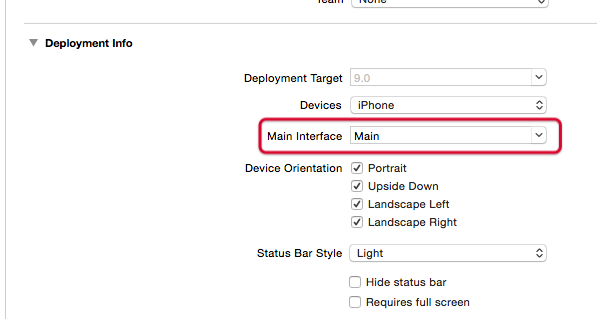 Team None
Deployment Info
Deployment Target 9.0
Devices iPhone
Main Interface Main
Device Orientation Portrait
Upside Down
Landscape Left
Landscape Right
Status Bar Style Light
Hide status bar
Requires full screen